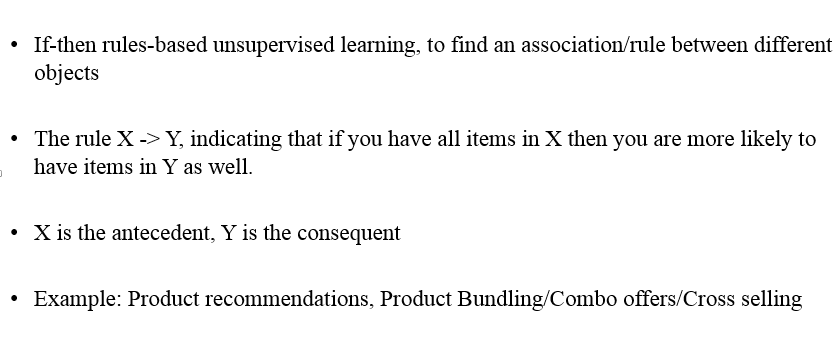 • If-then rules-based unsupervised learning, to find an association/rule between different
objects
• The rule X -> Y, indicating that if you have all items in X then you are more likely to
have items in Y as well.
• X is the antecedent, Y is the consequent
• Example: Product recommendations, Product Bundling/Combo offers/Cross selling